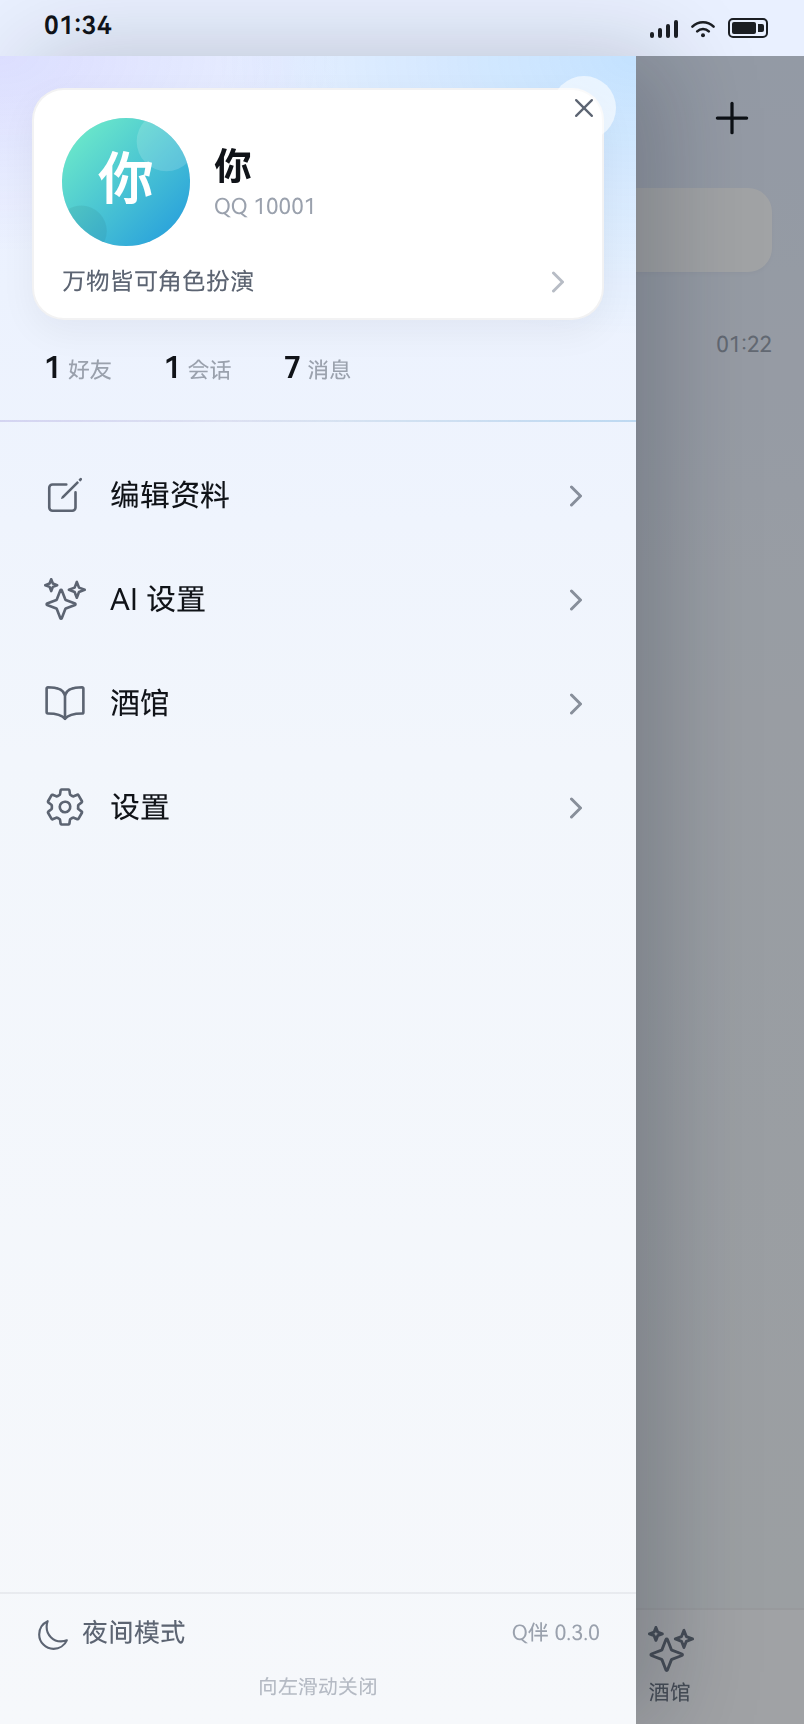 01:34
你
你
QQ 10001
万物皆可角色扮演
1 好友 1 会话 7 消息
01:22
编辑资料
AI 设置
酒馆
设置
夜间模式
Q伴 0.3.0
向左滑动关闭
酒馆